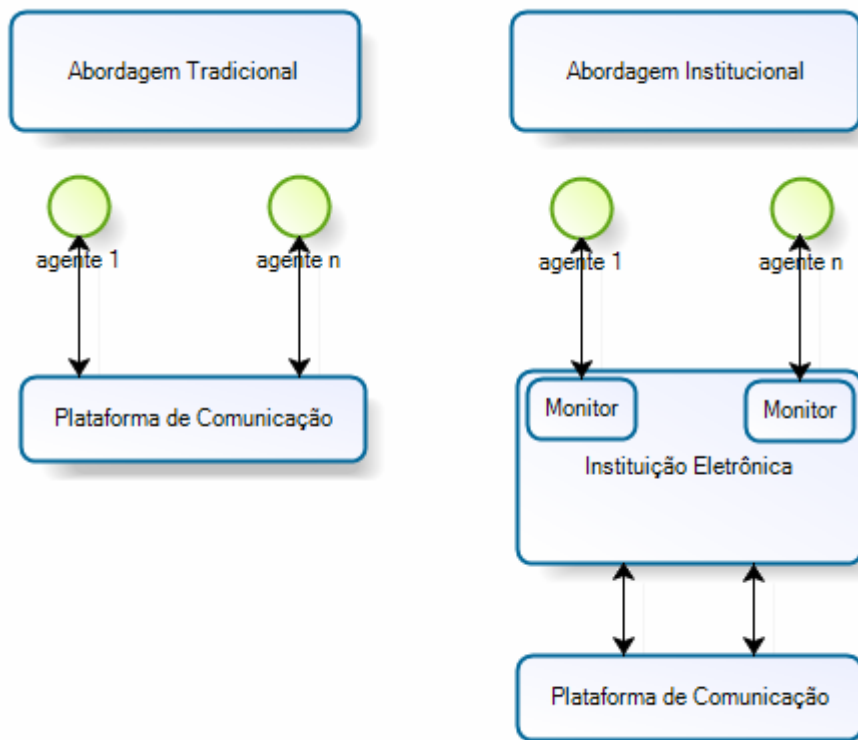 Abordagem Tradicional
Abordagem Institucional
agente 1
agente n
agente 1
agente n
Plataforma de Comunicação
Monitor
Monitor
Instituição Eletrônica
Plataforma de Comunicação